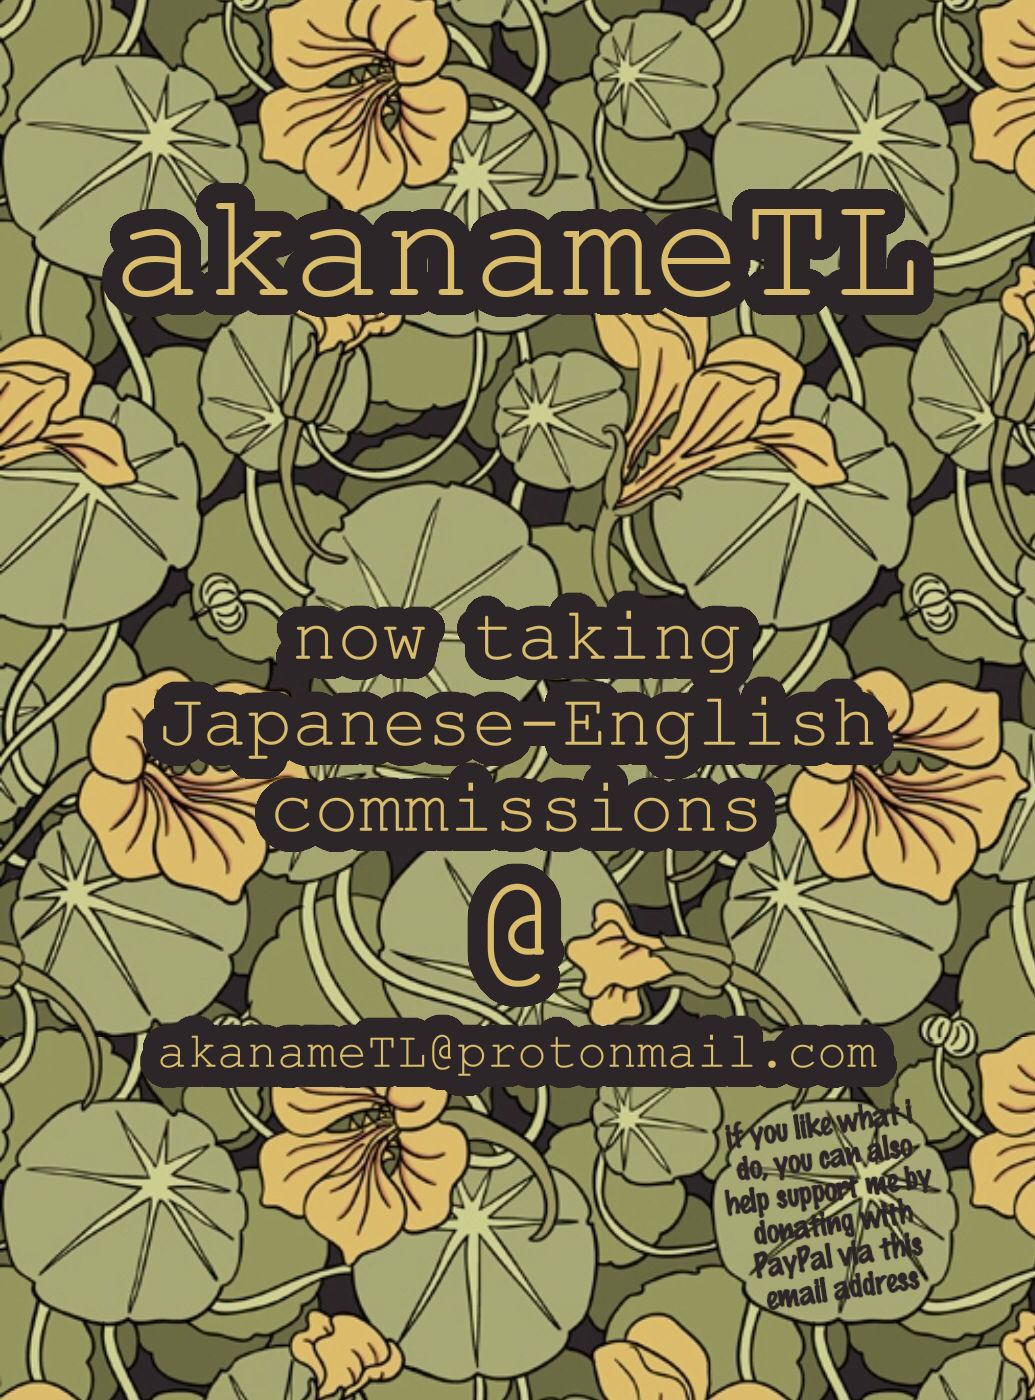 akanameTL
now taking
Japanese-English
commissions
@
akanameTL@protonmail.com
if you like what i
do, you can also
help support me by
donating with
PayPal via this
email address